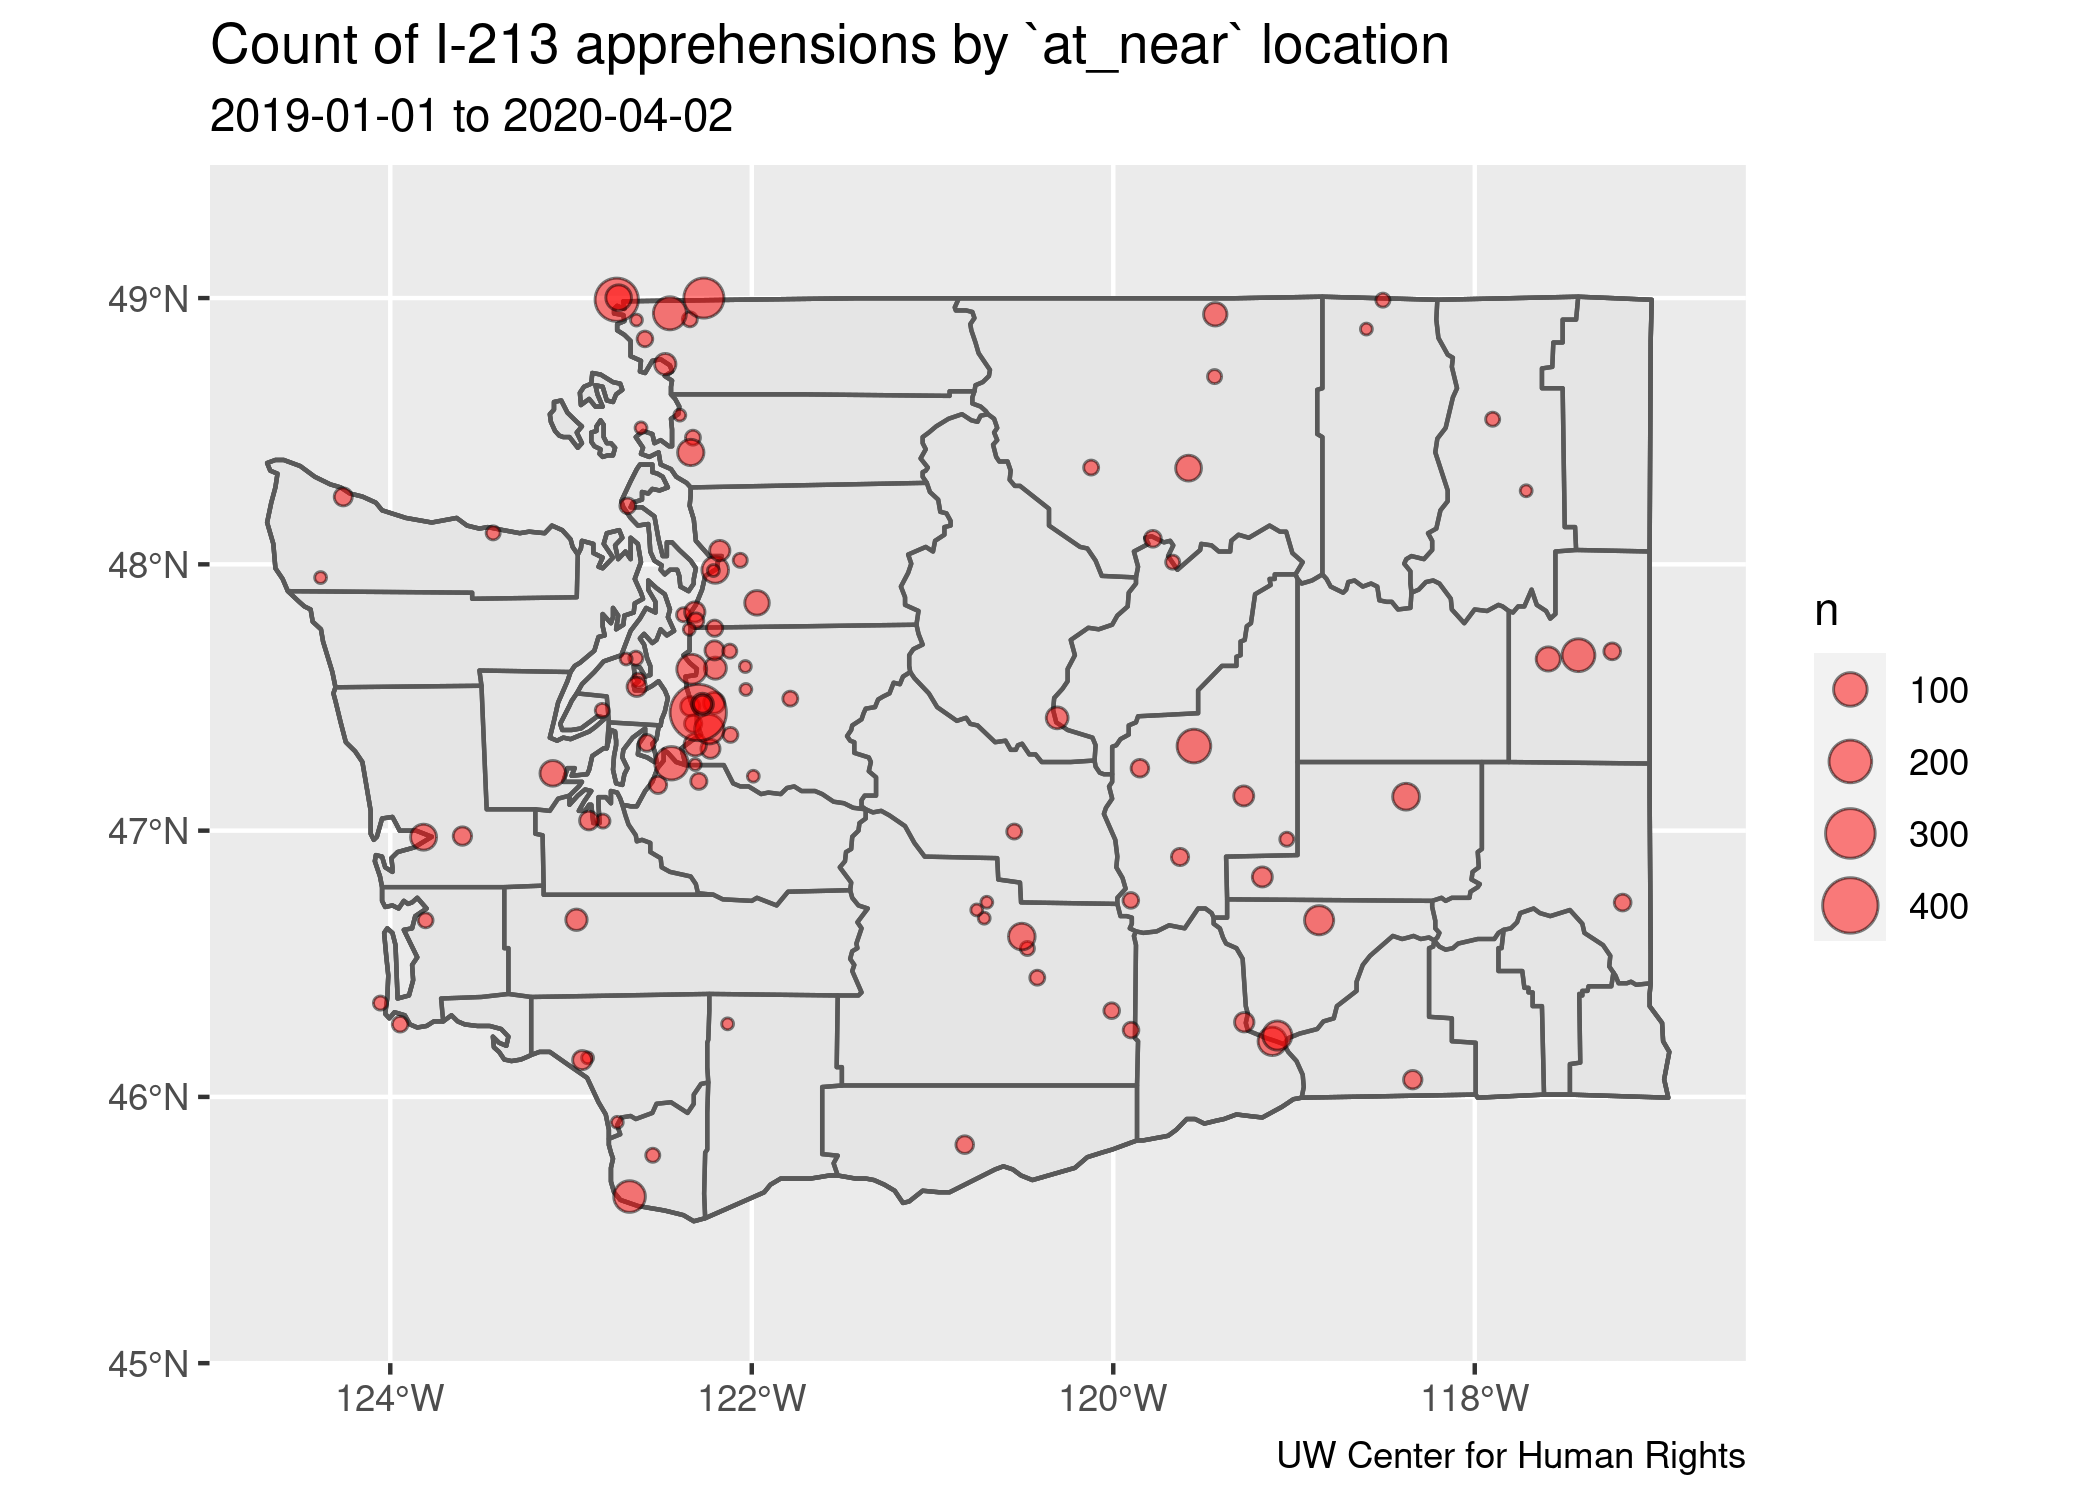 Count of I-213 apprehensions by `at_near` location
2019-01-01 to 2020-04-02
49°N
48°N
47°N
46°N
45°N
124°W
122°W
120°W
118°W
n
100
200
300
400
UW Center for Human Rights